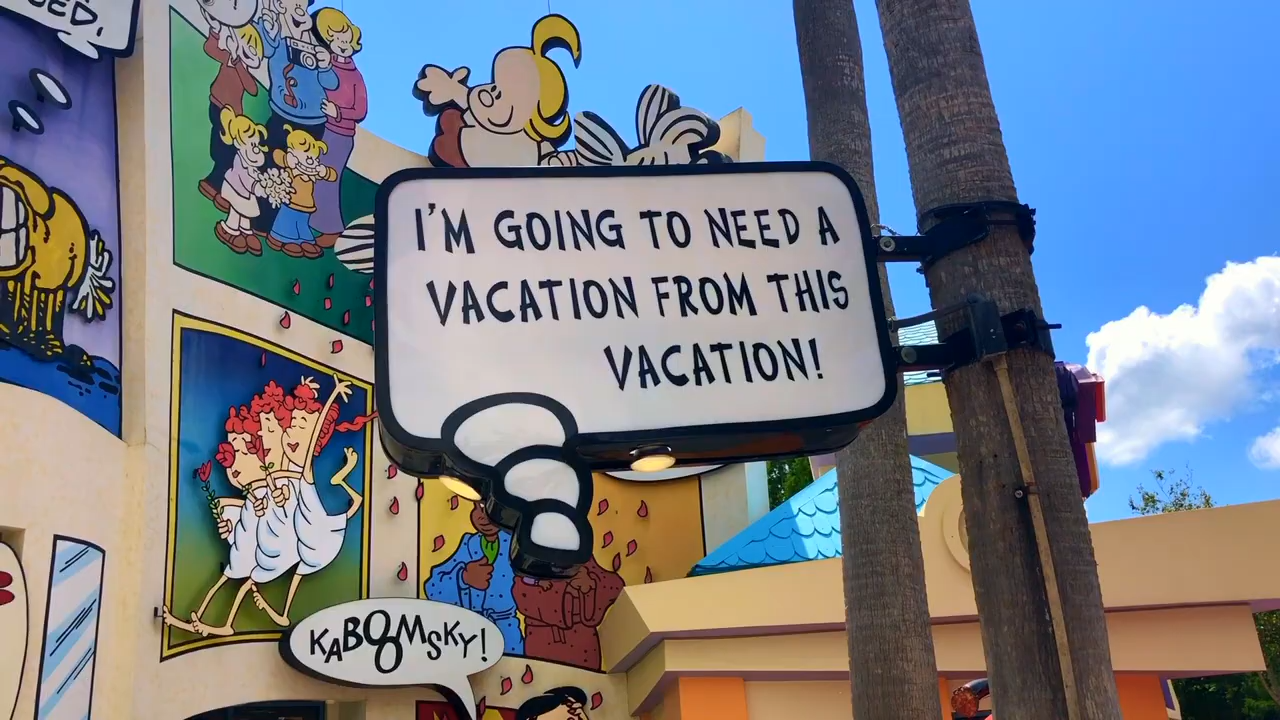 I'M GOING TO NEED A
VACATION FROM THIS
VACATION!
KABOOMSKY!